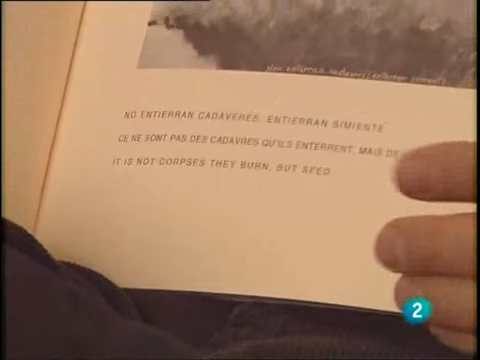 NO ENTIERRAN CADAVERES, ENTIERRAN SIMIENTE
CE NE SONT PAS DES CADAVRES QU'ILS ENTERRENT, MAIS DE
IT IS NOT CORPSES THEY BURN, BUT SEED.
2